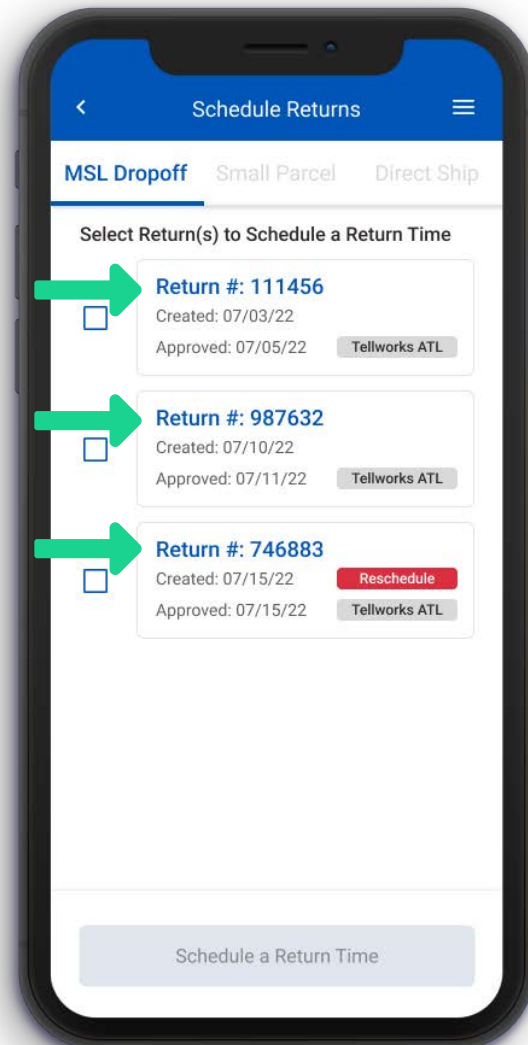 Schedule Returns
MSL Dropoff Small Parcel Direct Ship
Select Return(s) to Schedule a Return Time
Return #: 111456
Created: 07/03/22
Approved: 07/05/22 Tellworks ATL
Return #: 987632
Created: 07/10/22
Approved: 07/11/22 Tellworks ATL
Return #: 746883
Created: 07/15/22 Reschedule
Approved: 07/15/22 Tellworks ATL
Schedule a Return Time